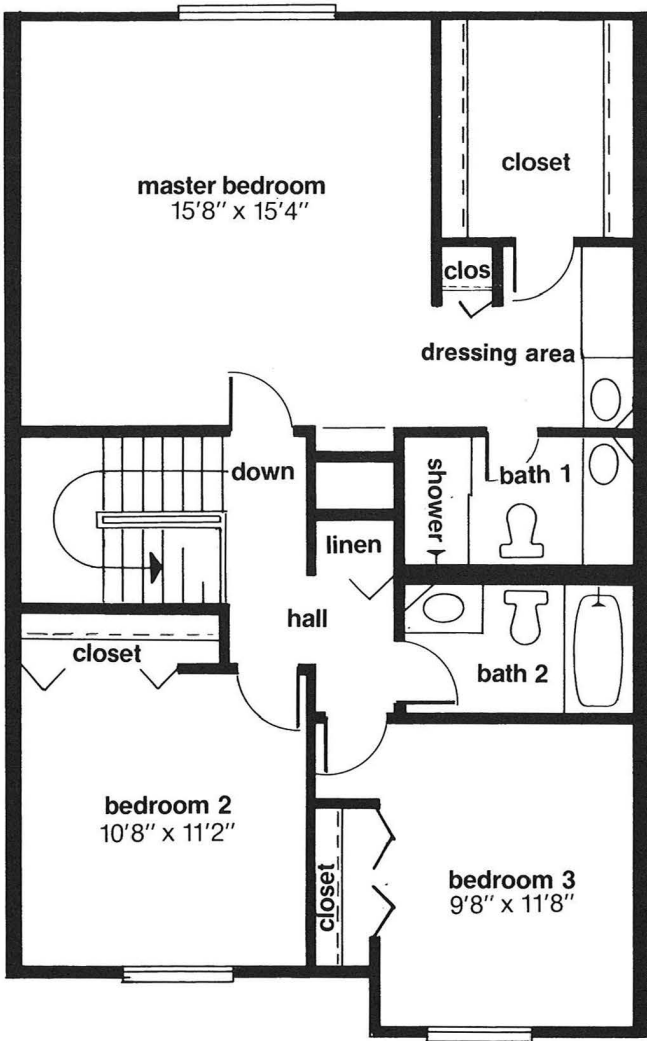 closet
master bedroom
15'8" x 15'4"
clos
dressing area
down
shower
bath 1
linen
hall
closet
bath 2
bedroom 2
10'8" x 11'2"
closet
bedroom 3
9'8" x 11'8"